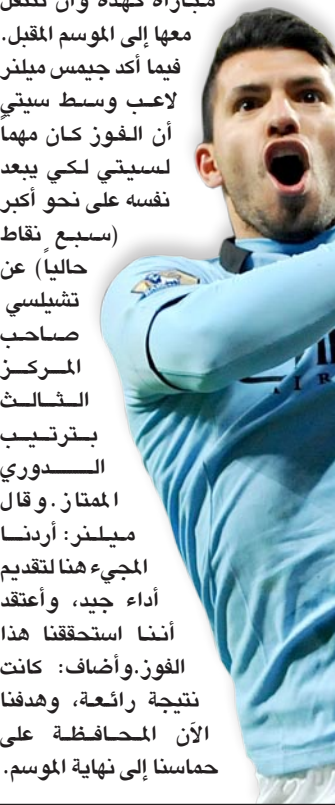 مباراة كهذه وأن ننتقل
معها إلى الموسم المقبل.
فيما أكد جيمس ميلنر
لاعب وسط سيتي
أن الفوز كان مهماً
لسيتي لكي يبعد
نفسه على نحو أكبر
(سبع نقاط
حالياً) عن
تشيلسي
صاحب
المركز
الثالث
بترتيب
الدوري
الممتاز. وقال
ميلنر: أردنا
المجيء هنا لتقديم
أداء جيد، وأعتقد
أننا استحققنا هذا
الفوز.وأضاف: كانت
نتيجة رائعة، وهدفنا
الآن المحافظة على
حماسنا إلى نهاية الموسم.